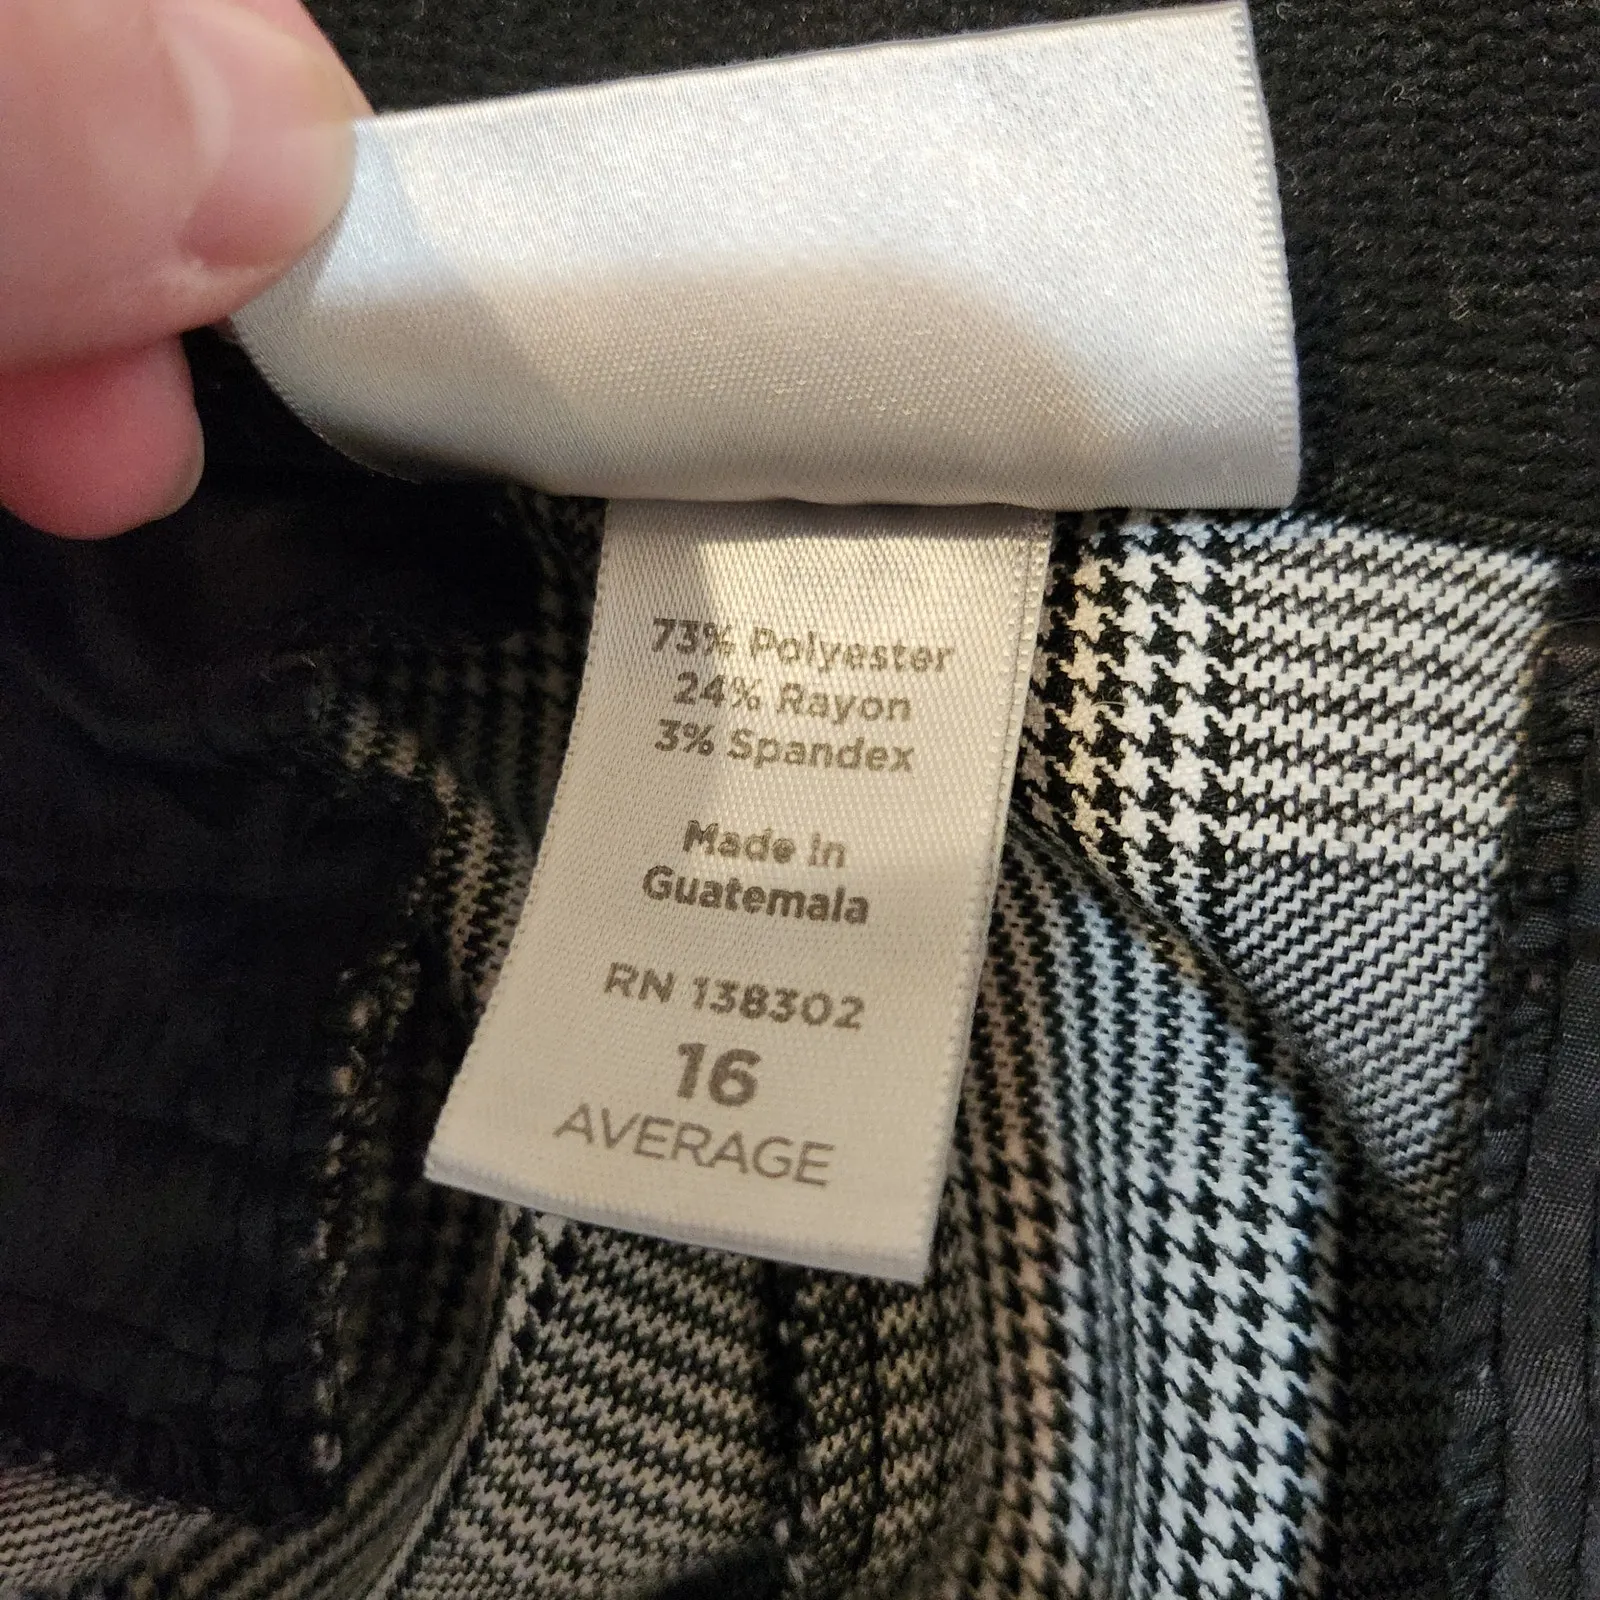 73% Polyester
24% Rayon
3% Spandex
Made in
Guatemala
RN 138302
16
AVERAGE